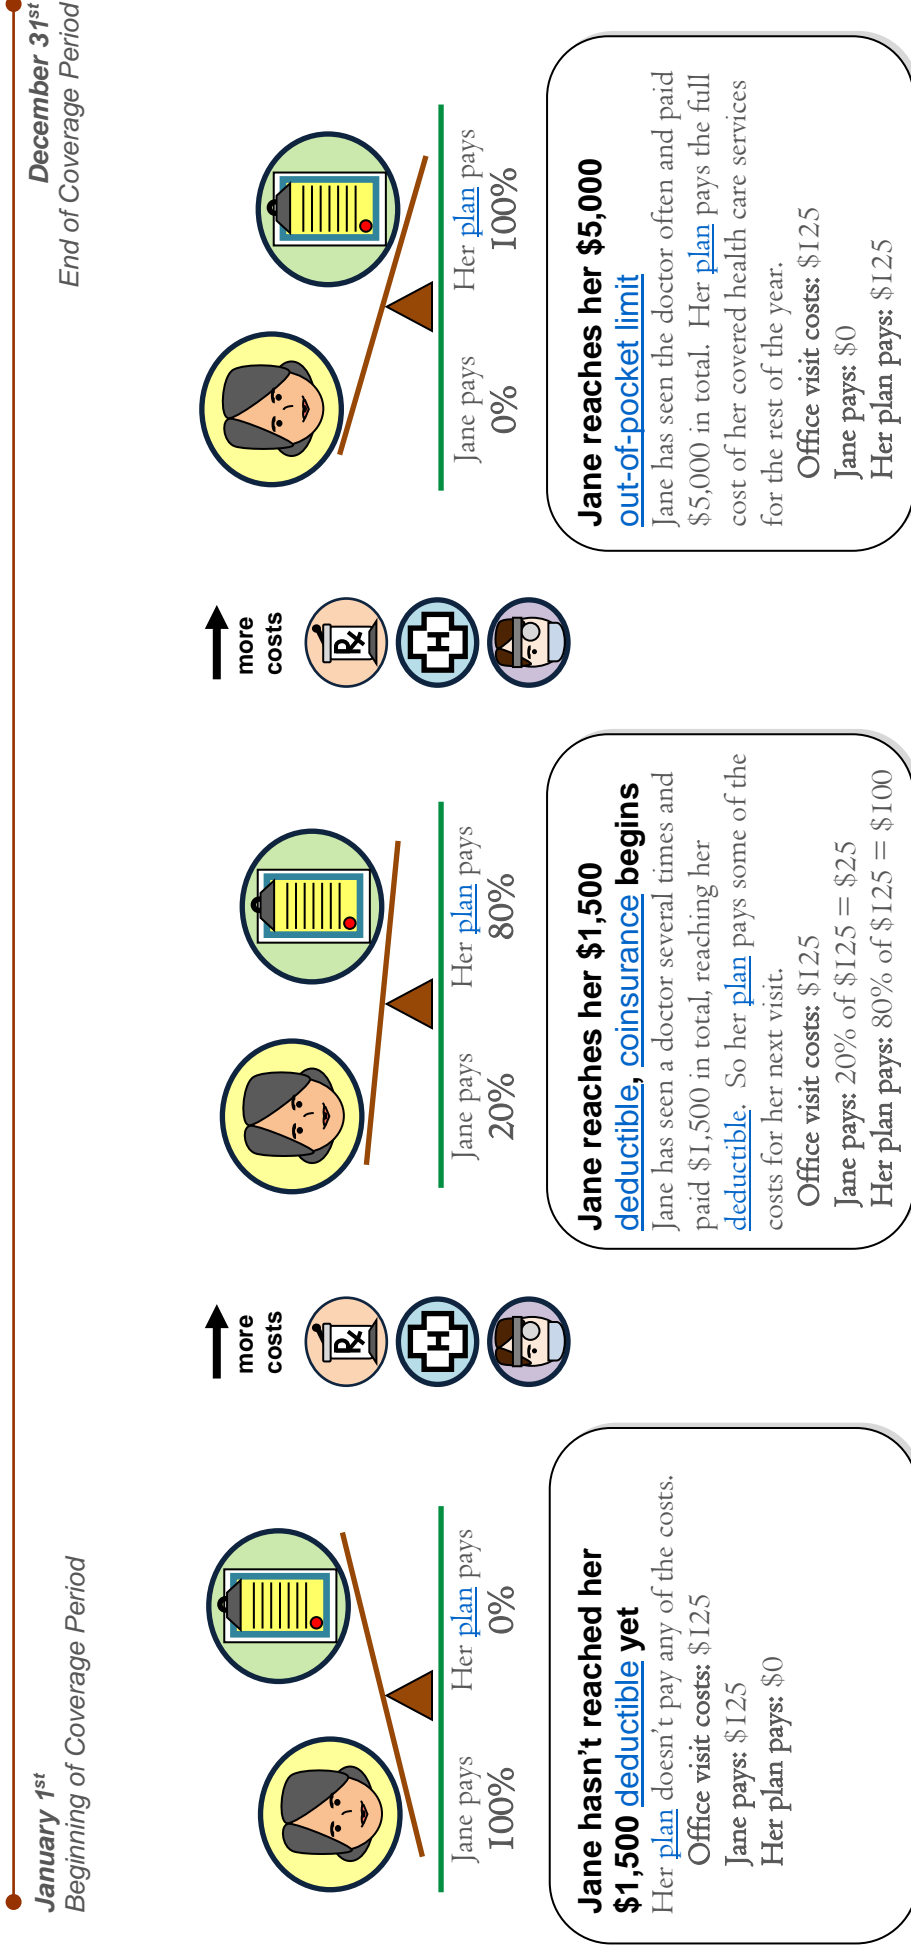 January 1st
Beginning of Coverage Period
December 31st
End of Coverage Period
Jane pays
100%
Her plan pays
0%
Jane hasn’t reached her
$1,500 deductible yet
Her plan doesn’t pay any of the costs.
Office visit costs: $125
Jane pays: $125
Her plan pays: $0
more
costs
Rx
H
Jane pays
20%
Her plan pays
80%
Jane reaches her $1,500
deductible, coinsurance begins
Jane has seen a doctor several times and
paid $1,500 in total, reaching her
deductible. So her plan pays some of the
costs for her next visit.
Office visit costs: $125
Jane pays: 20% of $125 = $25
Her plan pays: 80% of $125 = $100
more
costs
Rx
H
Jane pays
0%
Her plan pays
100%
Jane reaches her $5,000
out-of-pocket limit
Jane has seen the doctor often and paid
$5,000 in total. Her plan pays the full
cost of her covered health care services
for the rest of the year.
Office visit costs: $125
Jane pays: $0
Her plan pays: $125